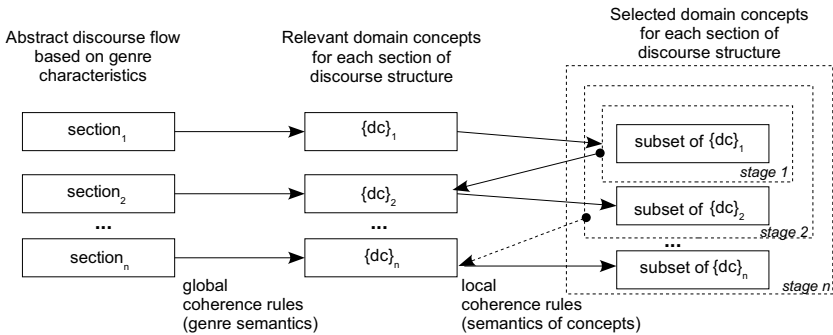 Abstract discourse flow
based on genre
characteristics
Relevant domain concepts
for each section of
discourse structure
Selected domain concepts
for each section of
discourse structure
section1
{dc}1
subset of {dc}1
stage 1
section2
{dc}2
subset of {dc}2
stage 2
...
...
...
sectionn
{dc}n
subset of {dc}n
stage n
global
coherence rules
(genre semantics)
local
coherence rules
(semantics of concepts)